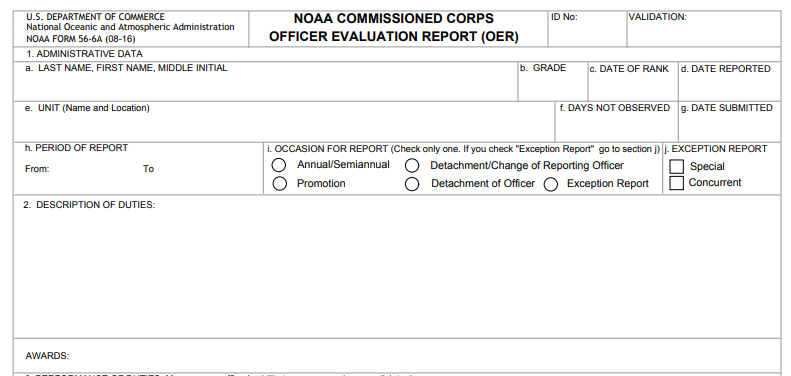 U.S. DEPARTMENT OF COMMERCE
National Oceanic and Atmospheric Administration
NOAA FORM 56-6A (08-16)
NOAA COMMISSIONED CORPS
OFFICER EVALUATION REPORT (OER)
ID No:
VALIDATION:
1. ADMINISTRATIVE DATA
a. LAST NAME, FIRST NAME, MIDDLE INITIAL
b. GRADE
c. DATE OF RANK
d. DATE REPORTED
e. UNIT (Name and Location)
f. DAYS NOT OBSERVED
g. DATE SUBMITTED
h. PERIOD OF REPORT
From: To
i. OCCASION FOR REPORT (Check only one. If you check "Exception Report" go to section j)
Annual/Semiannual Detachment/Change of Reporting Officer
Promotion Detachment of Officer Exception Report
j. EXCEPTION REPORT
Special
Concurrent
2. DESCRIPTION OF DUTIES:
AWARDS: